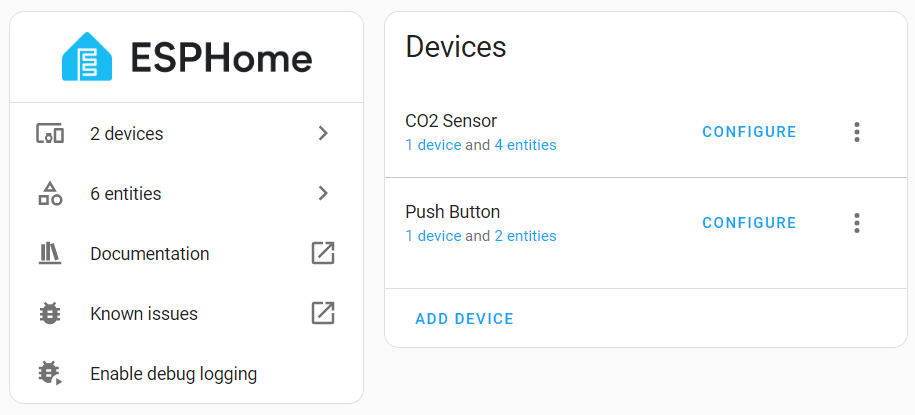 ESPHome
2 devices
6 entities
Documentation
Known issues
Enable debug logging
Devices
CO2 Sensor
1 device and 4 entities
CONFIGURE
Push Button
1 device and 2 entities
CONFIGURE
ADD DEVICE